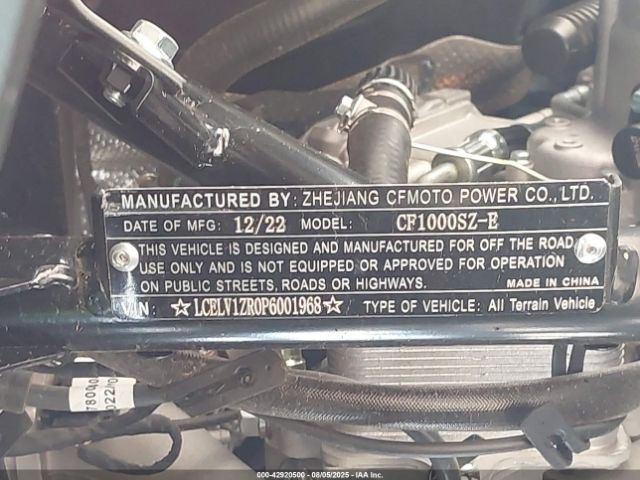 MANUFACTURED BY: ZHEJIANG CFMOTO POWER CO., LTD.
DATE OF MFG: 12/22 MODEL: CF1000SZ-E
THIS VEHICLE IS DESIGNED AND MANUFACTURED FOR OFF THE ROAD
USE ONLY AND IS NOT EQUIPPED OR APPROVED FOR OPERATION
ON PUBLIC STREETS, ROADS OR HIGHWAYS. MADE IN CHINA
☆LCELV1ZR0P6001968☆ TYPE OF VEHICLE: All Terrain Vehicle
000-42920500 - 08/05/2025 - IAA Inc.